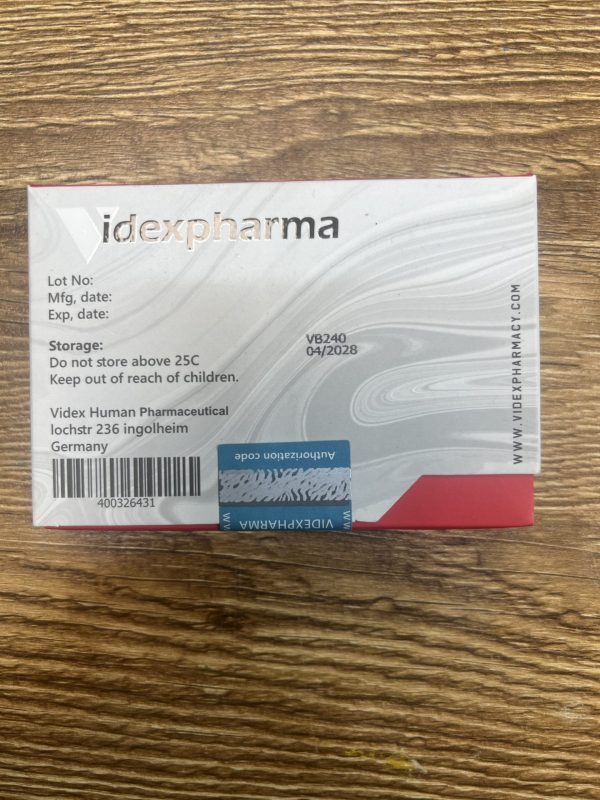 Videxpharma
Lot No:
Mfg, date:
Exp, date:
Storage:
Do not store above 25C
Keep out of reach of children.
VB240
04/2028
Videx Human Pharmaceutical
lochstr 236 ingolheim
Germany
400326431
Authorization code
VIDEXPHARMA
WWW.VIDEXPHARMACY.COM